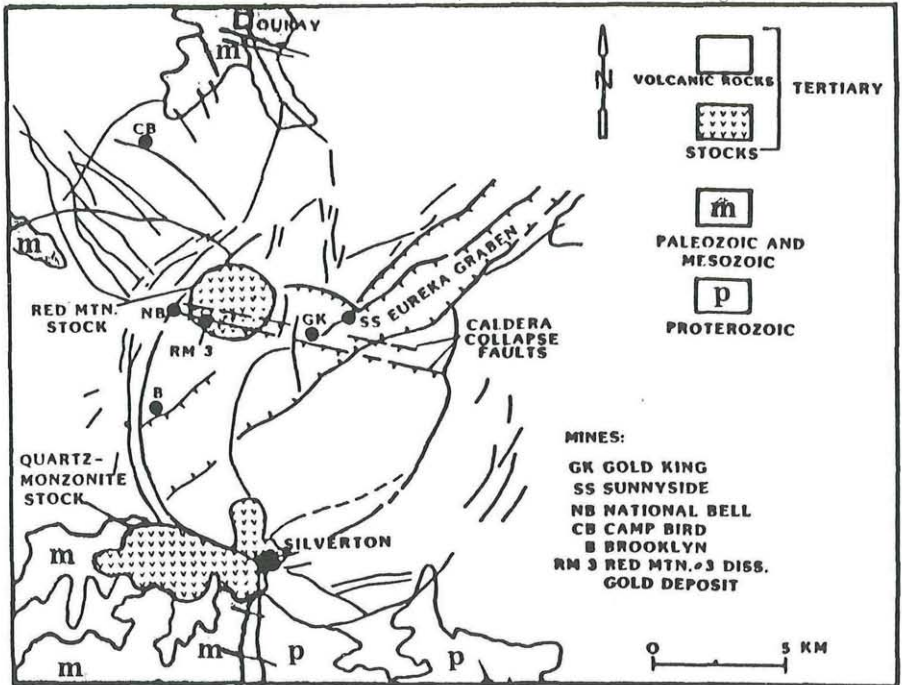 OURAY
m
N
VOLCANIC ROCKS
TERTIARY
STOCKS
CB
m
PALEOZOIC AND
MESOZOIC
m
p
PROTEROZOIC
EUREKA GRABEN
RED MTN.
STOCK
NB
RM 3
GK
SS
CALDERA
COLLAPSE
FAULTS
B
QUARTZ-
MONZONITE
STOCK
MINES:
GK GOLD KING
SS SUNNYSIDE
NB NATIONAL BELL
CB CAMP BIRD
B BROOKLYN
RM 3 RED MTN. #3 DISS.
GOLD DEPOSIT
SILVERTON
m
m
m
p
p
0 5 KM